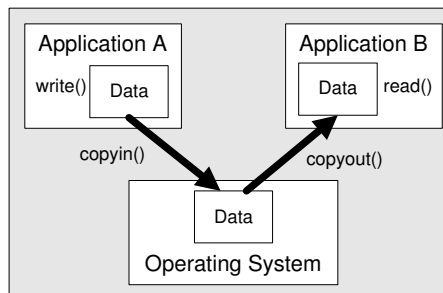 Application A
write()
Data
Application B
Data
read()
copyin()
copyout()
Data
Operating System